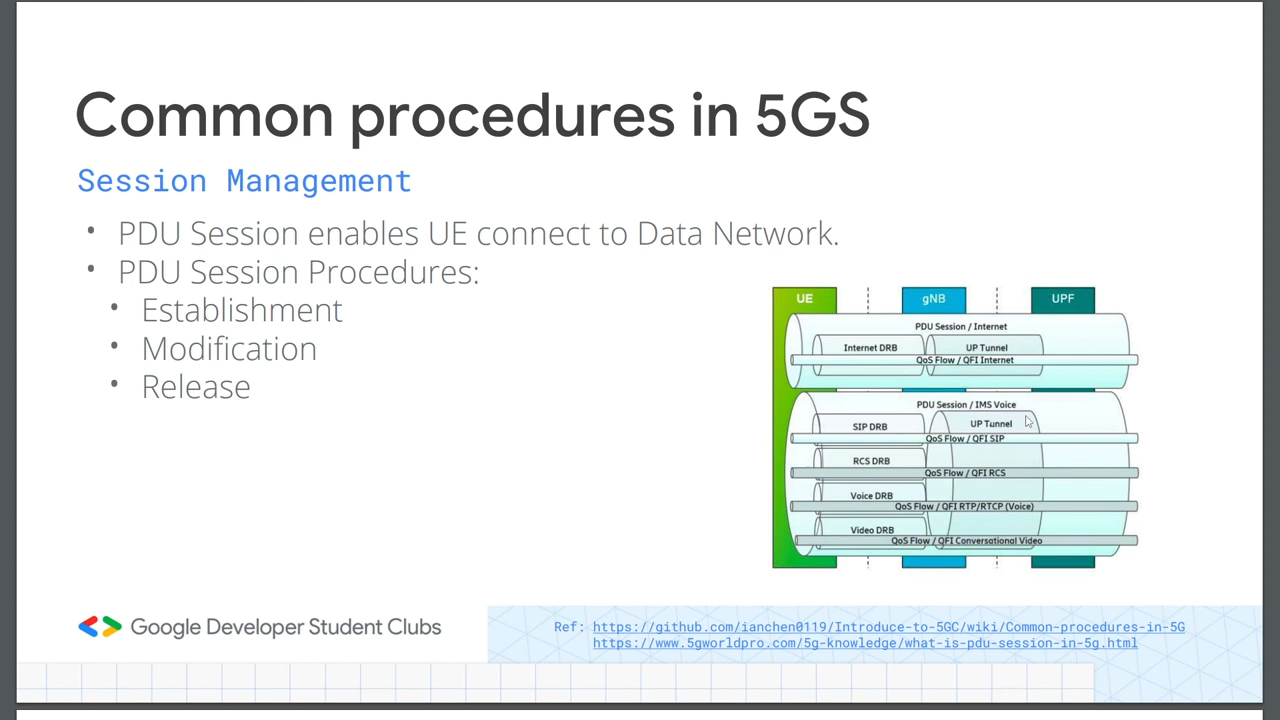 Common procedures in 5GS
Session Management
• PDU Session enables UE connect to Data Network.
• PDU Session Procedures:
• Establishment
• Modification
• Release
UE
gNB
UPF
PDU Session / Internet
Internet DRB
UP Tunnel
QoS Flow / QFI Internet
PDU Session / IMS Voice
SIP DRB
UP Tunnel
QoS Flow / QFI SIP
RCS DRB
QoS Flow / QFI RCS
Voice DRB
QoS Flow / QFI RTP/RTCP (Voice)
Video DRB
QoS Flow / QFI Conversational Video
Google Developer Student Clubs
Ref: https://github.com/ianchen0119/Introduce-to-5GC/wiki/Common-procedures-in-5G
https://www.5gworldpro.com/5g-knowledge/what-is-pdu-session-in-5g.html